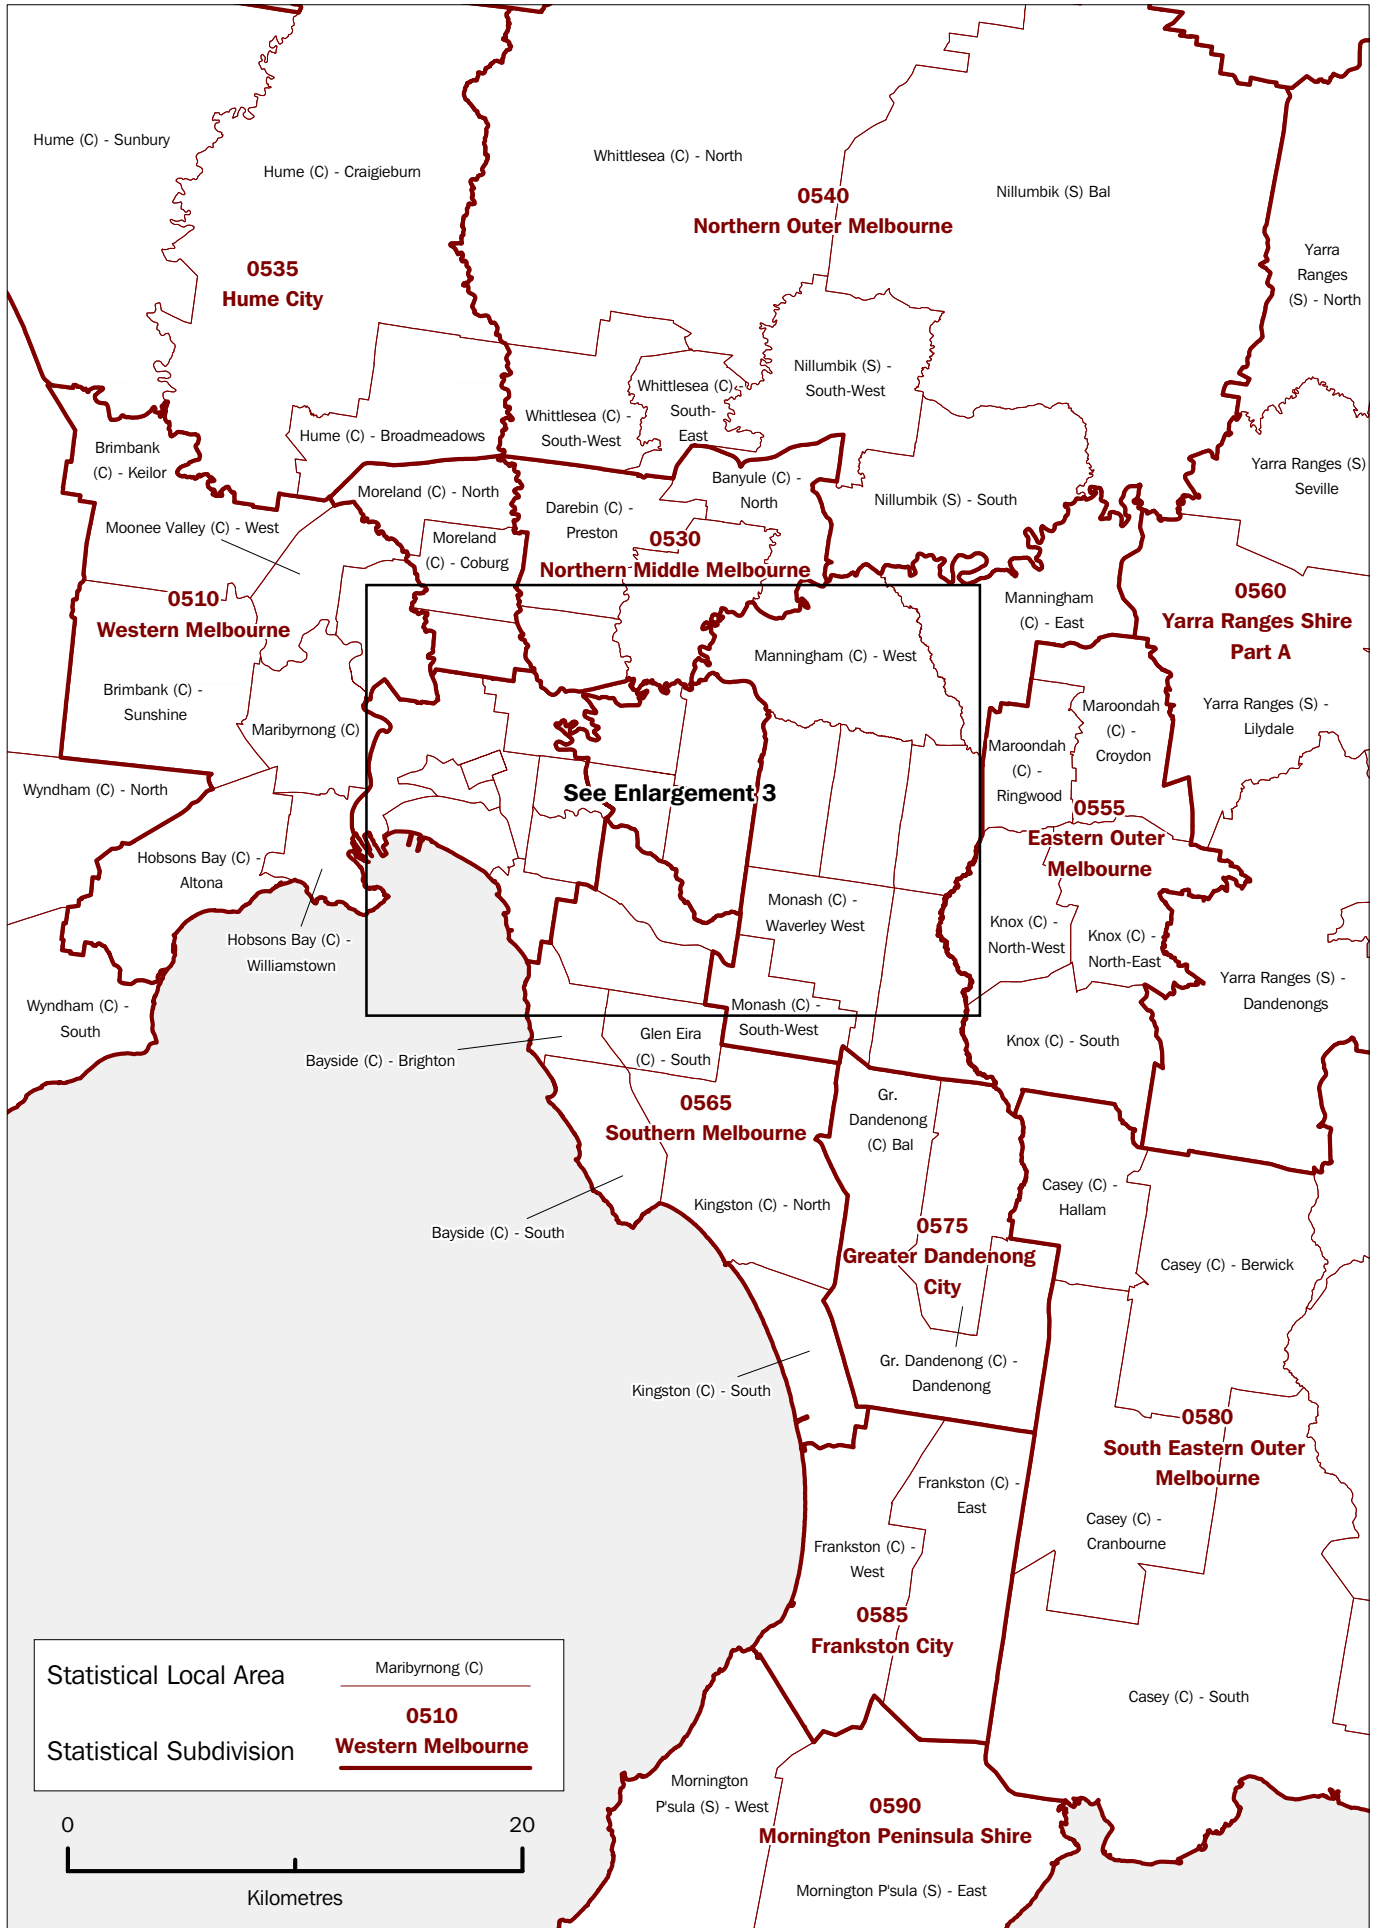 Hume (C) - Sunbury
Hume (C) - Craigieburn
Whittlesea (C) - North
0540
Northern Outer Melbourne
Nillumbik (S) Bal
0535
Hume City
Yarra
Ranges
(S) - North
Nillumbik (S) -
South-West
Whittlesea (C) -
South-
East
Whittlesea (C) -
South-West
Hume (C) - Broadmeadows
Brimbank
(C) - Keilor
Yarra Ranges (S)
Seville
Moreland (C) - North
Banyule (C) -
North
Nillumbik (S) - South
Darebin (C) -
Preston
Moonee Valley (C) - West
Moreland
(C) - Coburg
0530
Northern Middle Melbourne
0510
Western Melbourne
Manningham
(C) - East
0560
Yarra Ranges Shire
Part A
Manningham (C) - West
Brimbank (C) -
Sunshine
Maribyrnong (C)
Maroondah
(C) -
Croydon
Yarra Ranges (S) -
Lilydale
Maroondah
(C) -
Ringwood
Wyndham (C) - North
See Enlargement 3
0555
Eastern Outer
Melbourne
Hobsons Bay (C) -
Altona
Monash (C) -
Waverley West
Knox (C) -
North-West
Knox (C) -
North-East
Hobsons Bay (C) -
Williamstown
Yarra Ranges (S) -
Dandenongs
Wyndham (C) -
South
Monash (C) -
South-West
Glen Eira
(C) - South
Knox (C) - South
Bayside (C) - Brighton
0565
Southern Melbourne
Gr.
Dandenong
(C) Bal
Casey (C) -
Hallam
Kingston (C) - North
Bayside (C) - South
0575
Greater Dandenong
City
Casey (C) - Berwick
Gr. Dandenong (C) -
Dandenong
Kingston (C) - South
0580
South Eastern Outer
Melbourne
Frankston (C) -
East
Casey (C) -
Cranbourne
Frankston (C) -
West
0585
Frankston City
Casey (C) - South
Statistical Local Area
Maribyrnong (C)
0510
Western Melbourne
Statistical Subdivision
Mornington
P'sula (S) - West
0590
Mornington Peninsula Shire
Mornington P'sula (S) - East
0 20
Kilometres